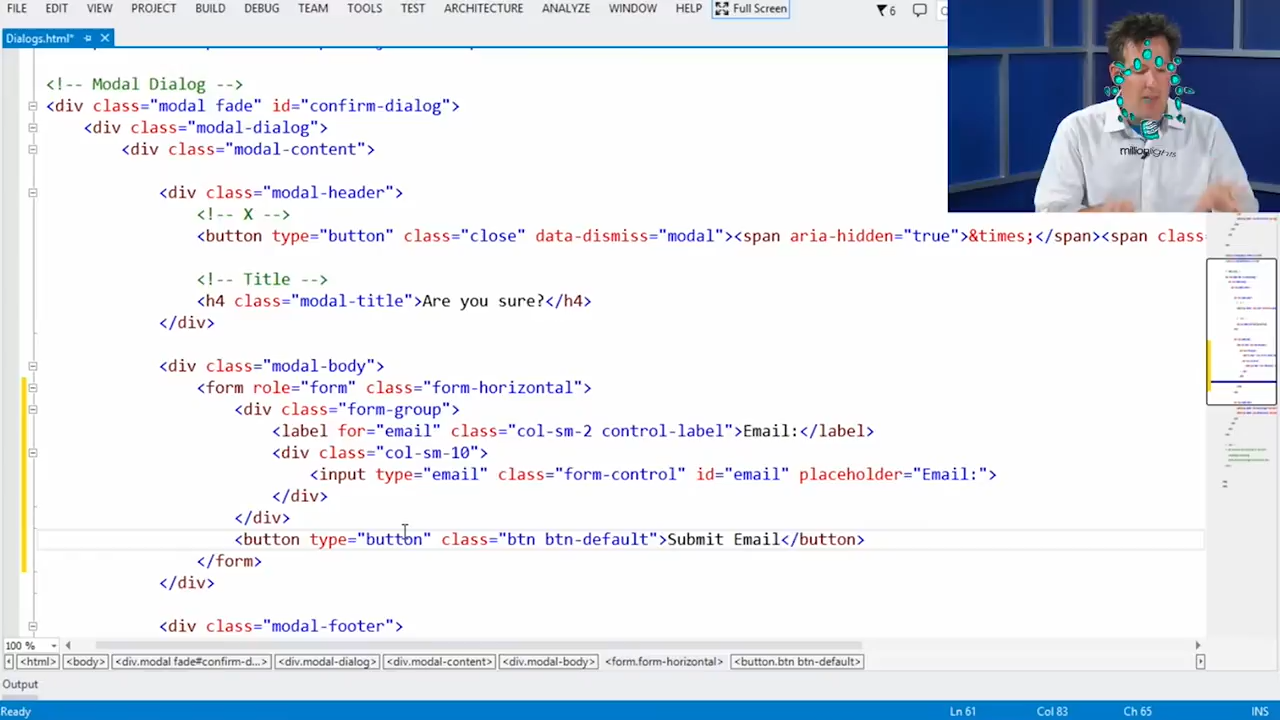 FILE EDIT VIEW PROJECT BUILD DEBUG TEAM TOOLS TEST ARCHITECTURE ANALYZE WINDOW HELP Full Screen 6
Dialogs.html*
<!-- Modal Dialog -->
<div class="modal fade" id="confirm-dialog">
<div class="modal-dialog">
<div class="modal-content">
<div class="modal-header">
<!-- X -->
<button type="button" class="close" data-dismiss="modal"><span aria-hidden="true">&times;</span><span class=
<!-- Title -->
<h4 class="modal-title">Are you sure?</h4>
</div>
<div class="modal-body">
<form role="form" class="form-horizontal">
<div class="form-group">
<label for="email" class="col-sm-2 control-label">Email:</label>
<div class="col-sm-10">
<input type="email" class="form-control" id="email" placeholder="Email:">
</div>
</div>
<button type="button" class="btn btn-default">Submit Email</button>
</form>
</div>
<div class="modal-footer">
100 %
<html> <body> <div.modal fade#confirm-d...> <div.modal-dialog> <div.modal-content> <div.modal-body> <form.form-horizontal> <button.btn btn-default>
Output
Ready Ln 61 Col 83 Ch 65 INS